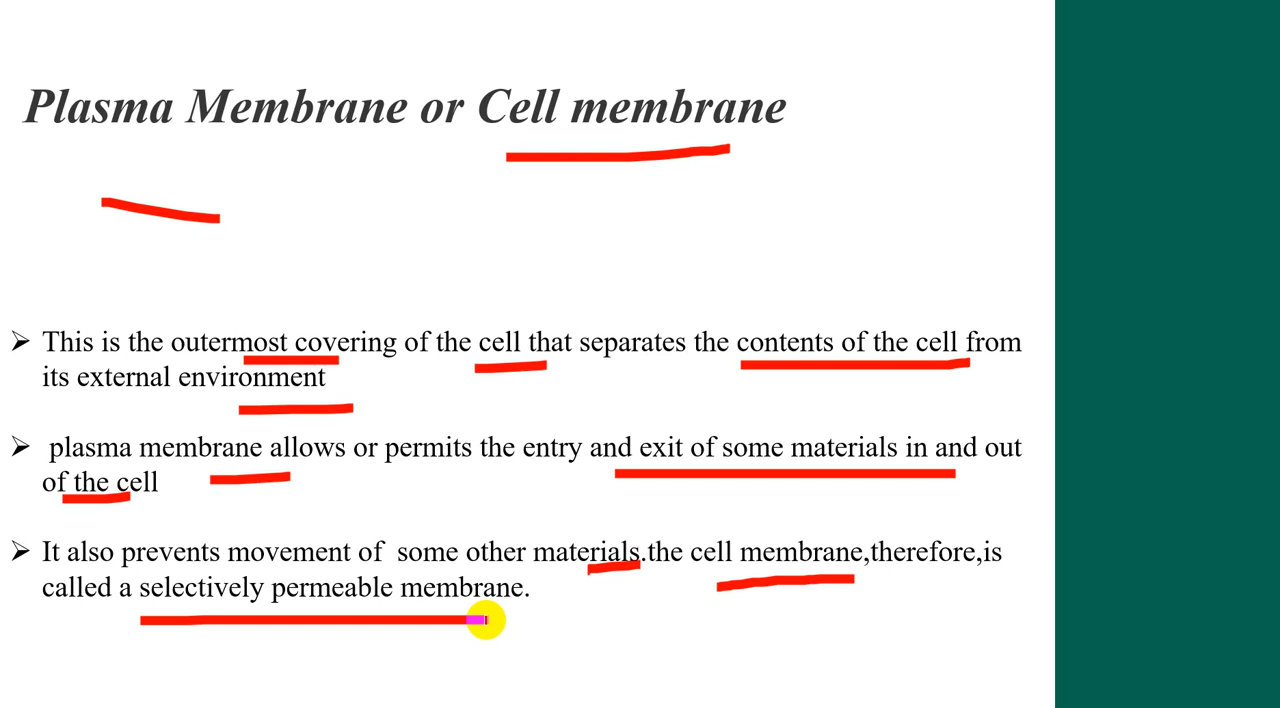 Plasma Membrane or Cell membrane
➢ This is the outermost covering of the cell that separates the contents of the cell from
its external environment
➢ plasma membrane allows or permits the entry and exit of some materials in and out
of the cell
➢ It also prevents movement of  some other materials.the cell membrane,therefore,is
called a selectively permeable membrane.